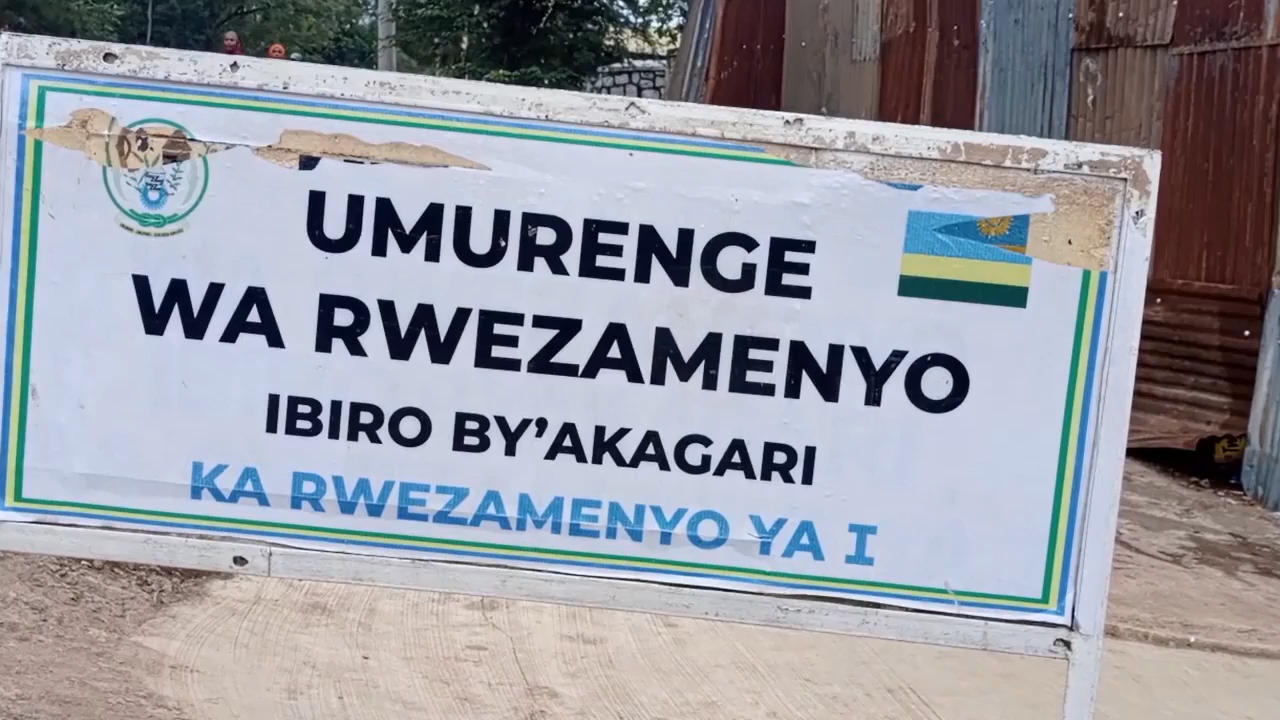 UMURENGE
WA RWEZAMENYO
IBIRO BY’AKAGARI
KA RWEZAMENYO YA I